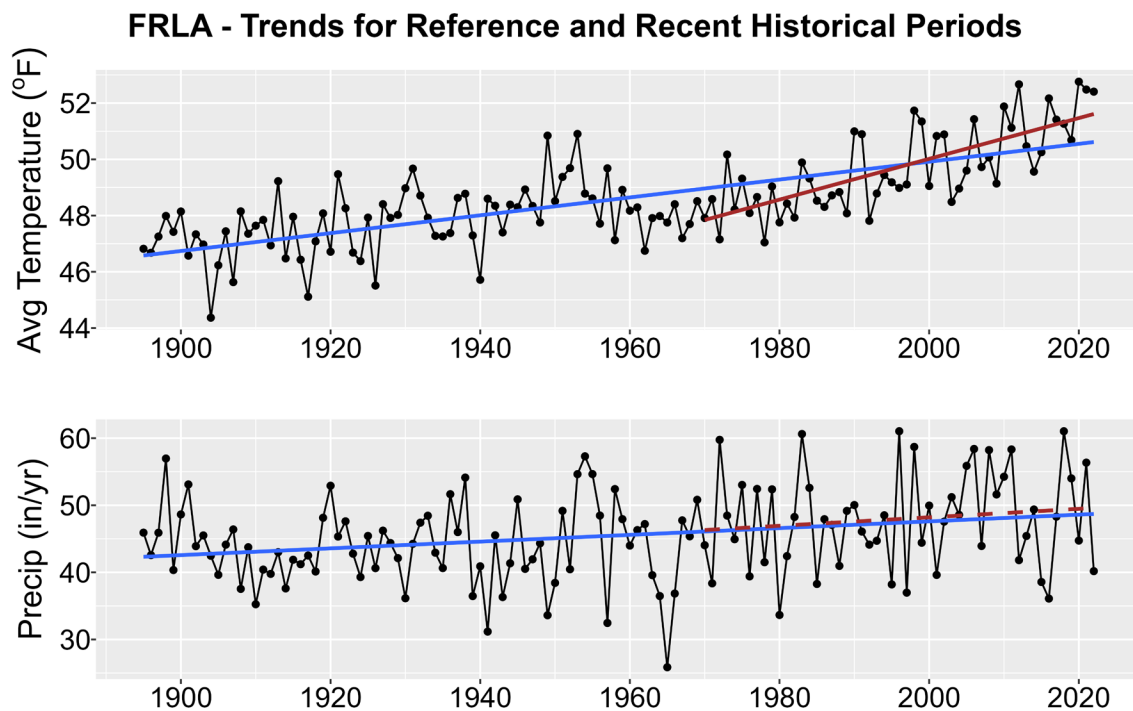 FRLA - Trends for Reference and Recent Historical Periods
Avg Temperature (°F)
52
50
48
46
44
1900 1920 1940 1960 1980 2000 2020
Precip (in/yr)
60
50
40
30
1900 1920 1940 1960 1980 2000 2020